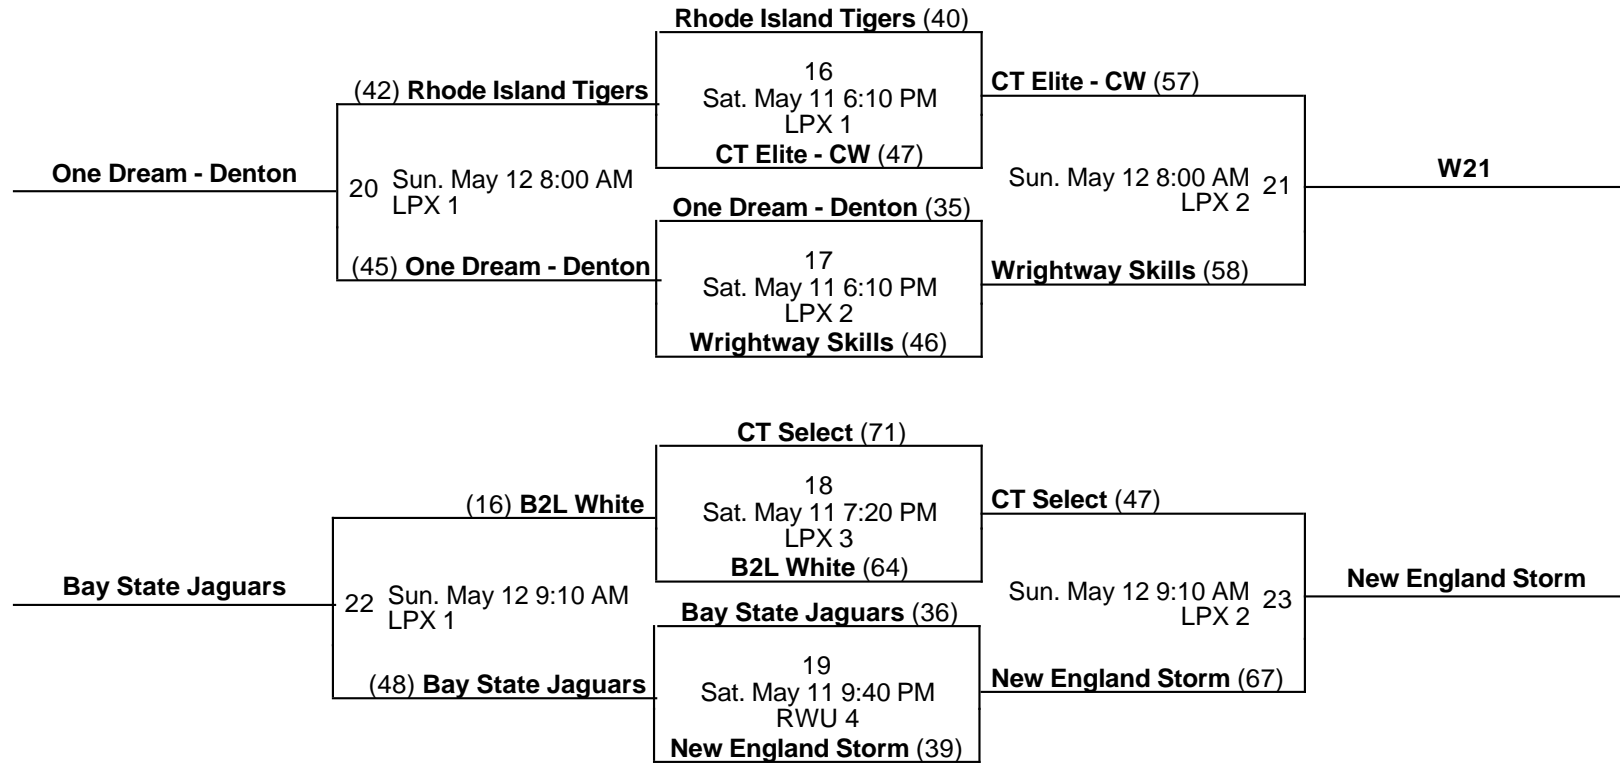 Rhode Island Tigers (40)
16
Sat. May 11 6:10 PM
LPX 1
CT Elite - CW (47)
(42) Rhode Island Tigers
CT Elite - CW (57)
One Dream - Denton
20 Sun. May 12 8:00 AM
LPX 1
Sun. May 12 8:00 AM 21
LPX 2
W21
One Dream - Denton (35)
17
Sat. May 11 6:10 PM
LPX 2
Wrightway Skills (46)
(45) One Dream - Denton
Wrightway Skills (58)
CT Select (71)
18
Sat. May 11 7:20 PM
LPX 3
B2L White (64)
(16) B2L White
CT Select (47)
Bay State Jaguars
22 Sun. May 12 9:10 AM
LPX 1
Sun. May 12 9:10 AM 23
LPX 2
New England Storm
Bay State Jaguars (36)
19
Sat. May 11 9:40 PM
RWU 4
New England Storm (39)
(48) Bay State Jaguars
New England Storm (67)